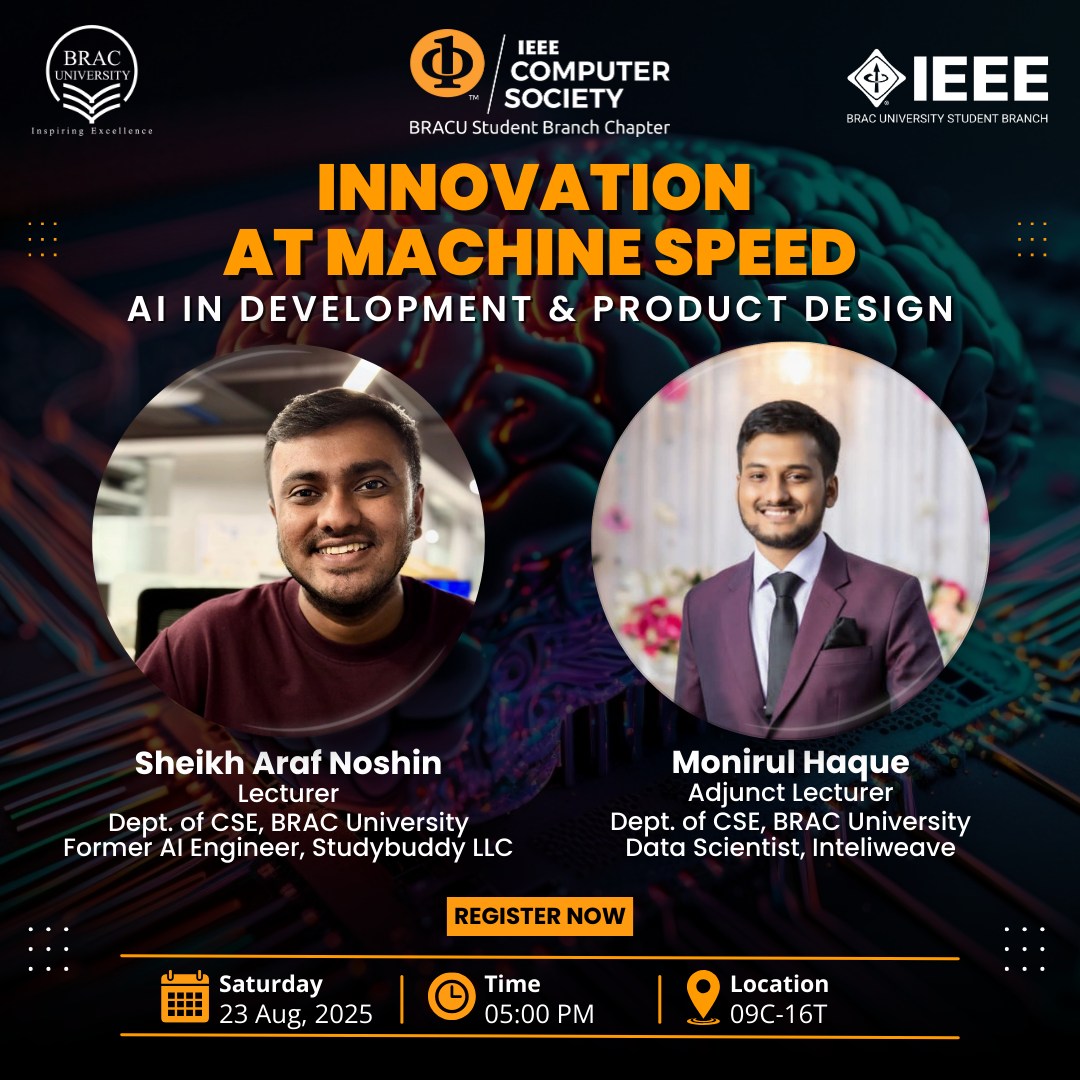 BRAC
UNIVERSITY
Inspiring Excellence
IEEE
COMPUTER
SOCIETY
TM
BRACU Student Branch Chapter
IEEE
BRAC UNIVERSITY STUDENT BRANCH
INNOVATION
AT MACHINE SPEED
AI IN DEVELOPMENT & PRODUCT DESIGN
Sheikh Araf Noshin
Lecturer
Dept. of CSE, BRAC University
Former AI Engineer, Studybuddy LLC
Monirul Haque
Adjunct Lecturer
Dept. of CSE, BRAC University
Data Scientist, Inteliweave
REGISTER NOW
Saturday
23 Aug, 2025
Time
05:00 PM
Location
09C-16T